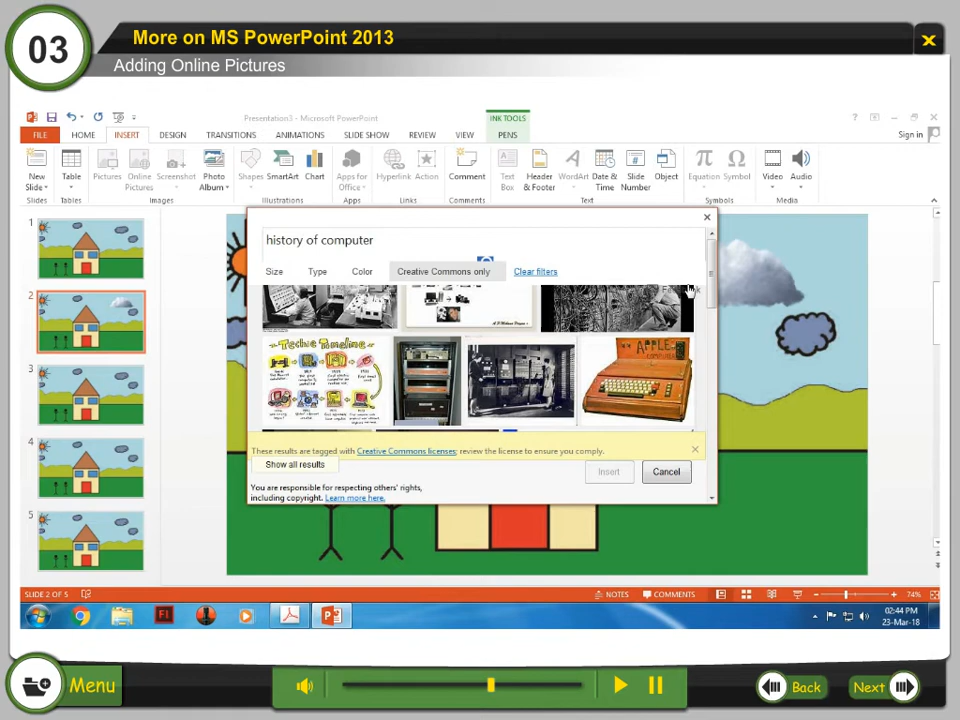 03
More on MS PowerPoint 2013
Adding Online Pictures
Presentation3 - Microsoft PowerPoint
INK TOOLS
FILE HOME INSERT DESIGN TRANSITIONS ANIMATIONS SLIDE SHOW REVIEW VIEW PENS Sign in
New Slide Table Pictures Online Pictures Screenshot Photo Album Shapes SmartArt Chart Apps for Office Hyperlink Action Comment Text Box Header & Footer WordArt Date & Time Slide Number Object Equation Symbol Video Audio
Slides Tables Images Illustrations Apps Links Comments Text Symbols Media
1
2
3
4
5
history of computer
Size Type Color Creative Commons only Clear filters
Techie Timeline
APPLE
These results are tagged with Creative Commons licenses; review the license to ensure you comply.
Show all results
Insert Cancel
You are responsible for respecting others' rights,
including copyright. Learn more here.
SLIDE 2 OF 5 NOTES COMMENTS 74%
02:44 PM
23-Mar-18
Menu Back Next